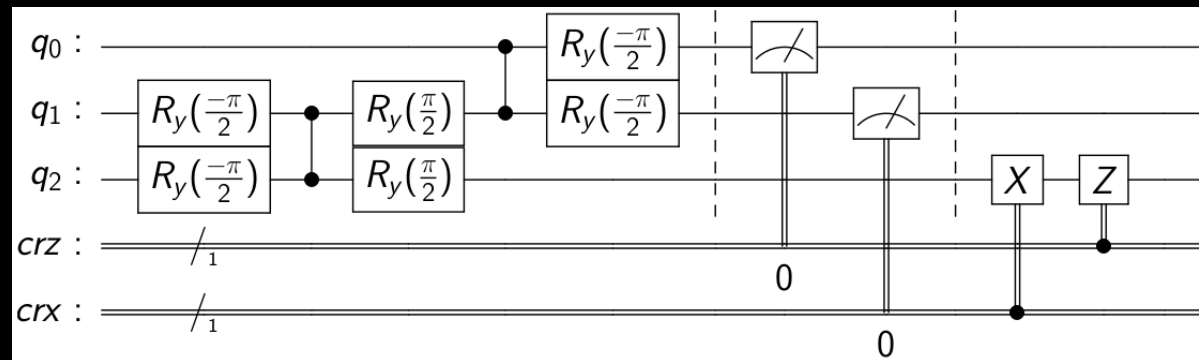 q₀ : R_y(-π/2)
q₁ : R_y(-π/2) R_y(π/2) R_y(-π/2)
q₂ : R_y(-π/2) R_y(π/2) X Z
crz : 1 0
crx : 1 0